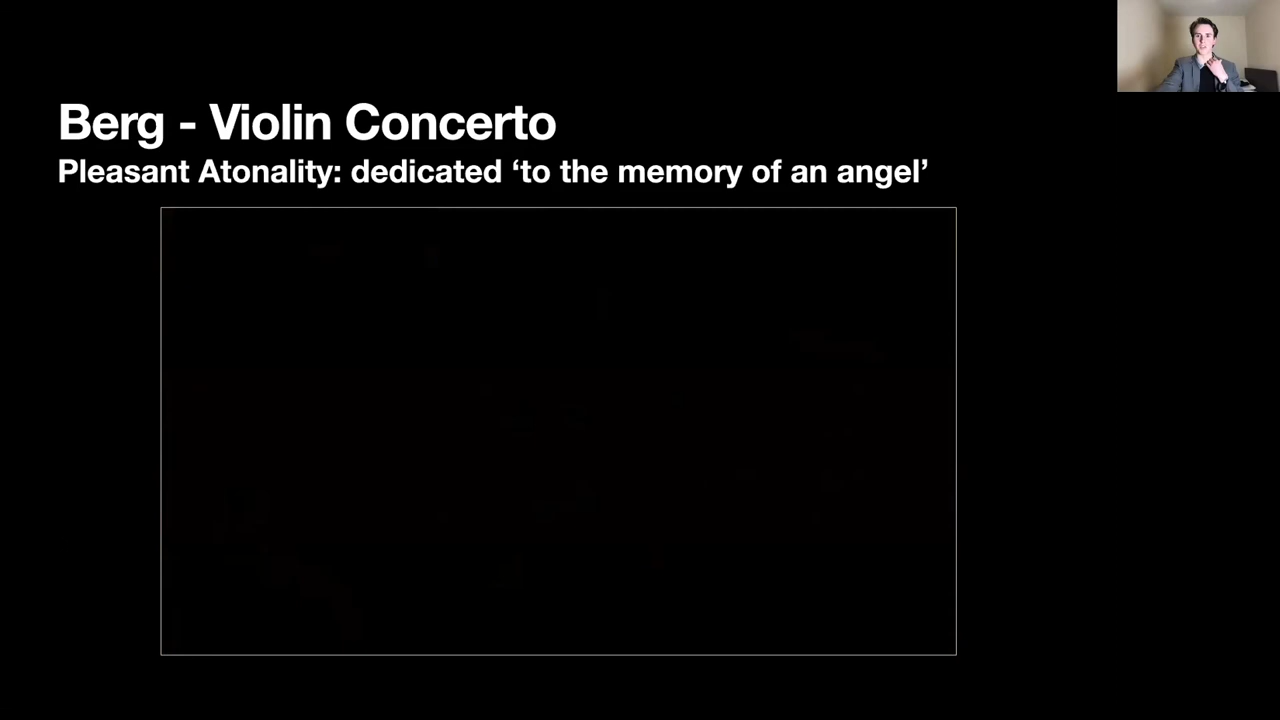 Berg - Violin Concerto
Pleasant Atonality: dedicated ‘to the memory of an angel’